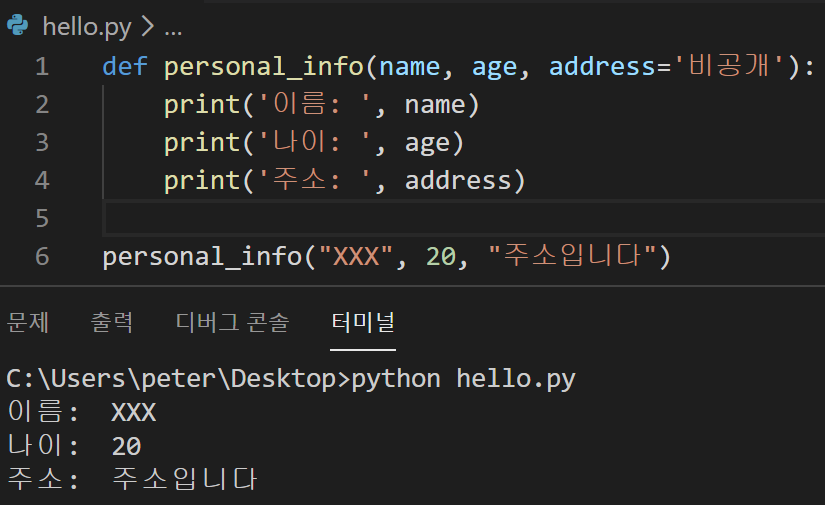 hello.py > ...
1 def personal_info(name, age, address='비공개'):
2     print('이름: ', name)
3     print('나이: ', age)
4     print('주소: ', address)
5
6 personal_info("XXX", 20, "주소입니다")
문제 출력 디버그 콘솔 터미널
C:\Users\peter\Desktop>python hello.py
이름:  XXX
나이:  20
주소:  주소입니다